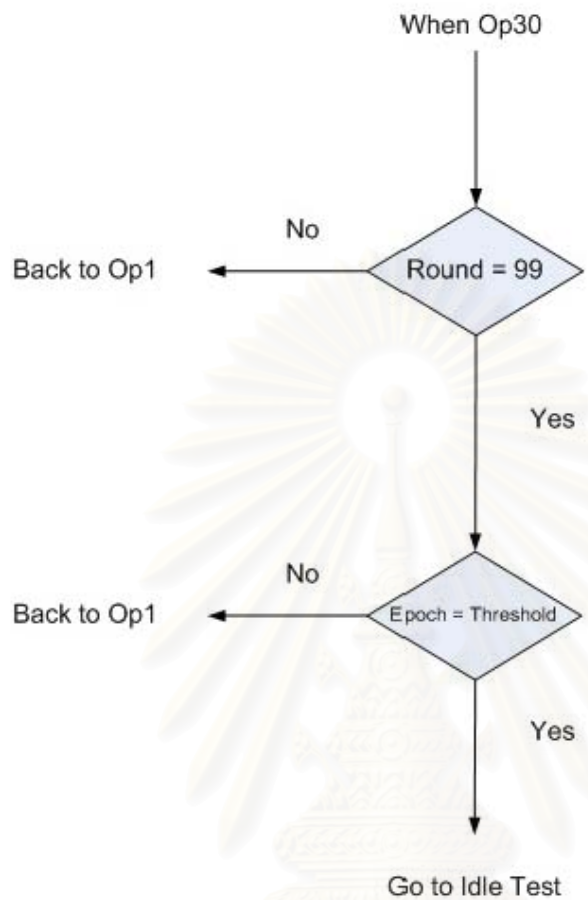 When Op30
No
Back to Op1
Round = 99
Yes
No
Back to Op1
Epoch = Threshold
Yes
Go to Idle Test